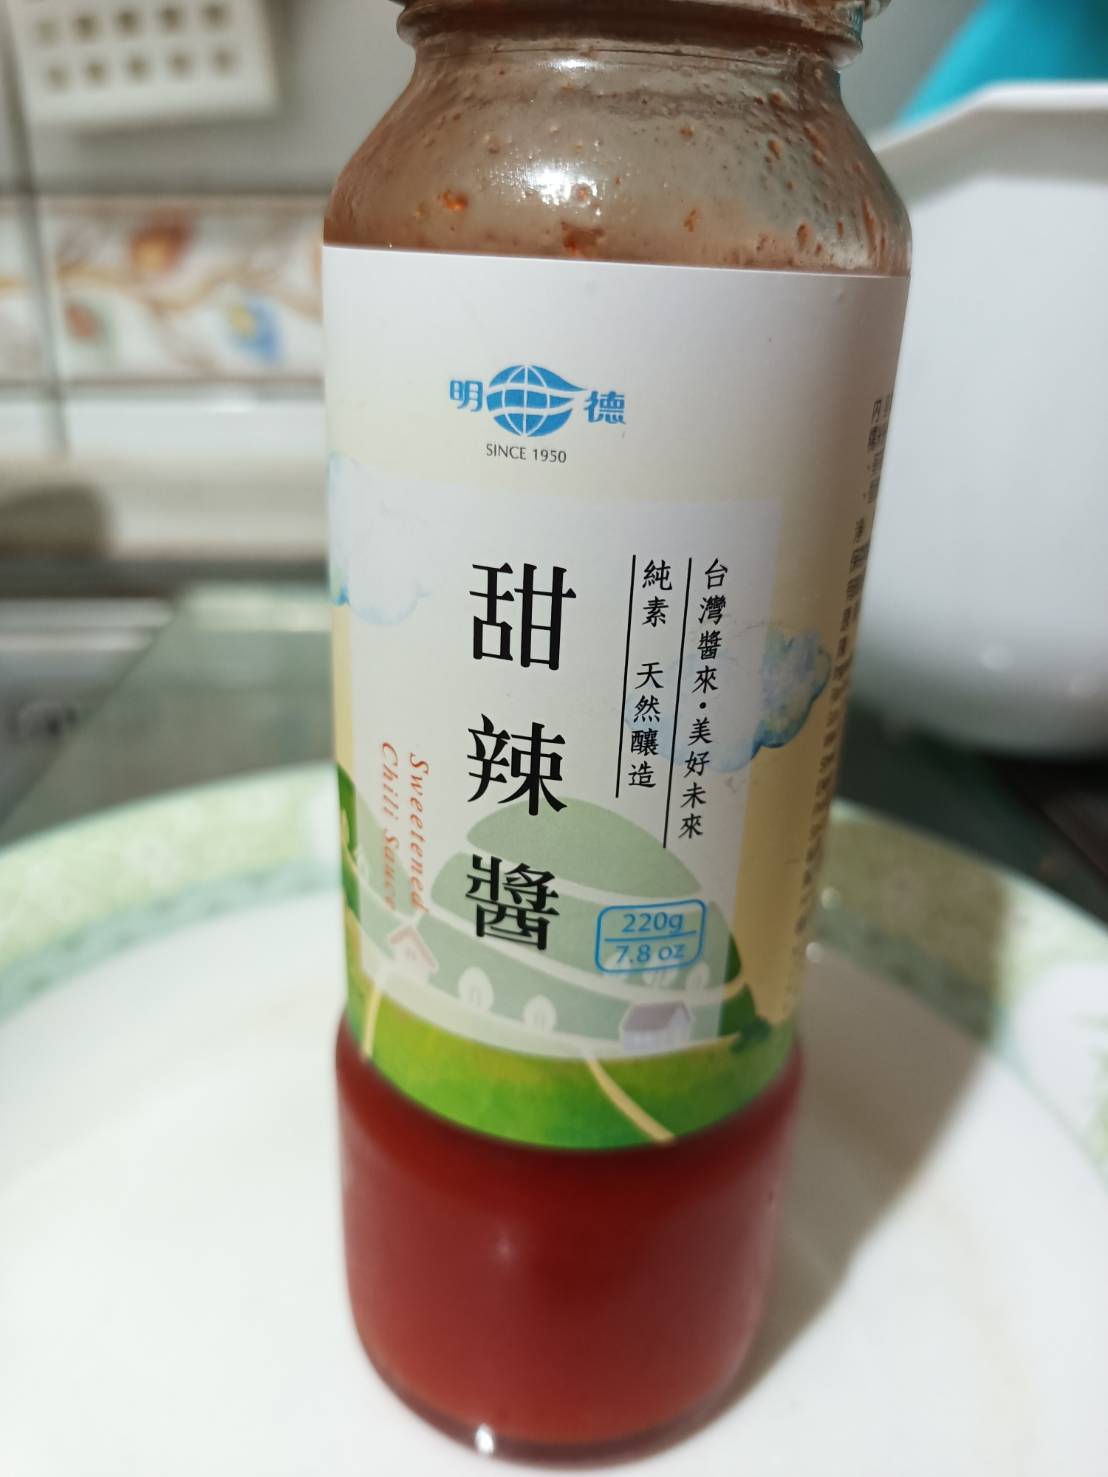 明德
SINCE 1950
台灣醬來・美好未來
純素 天然釀造
甜辣醬
Sweetened
Chili Sauce
220g
7.8 oz